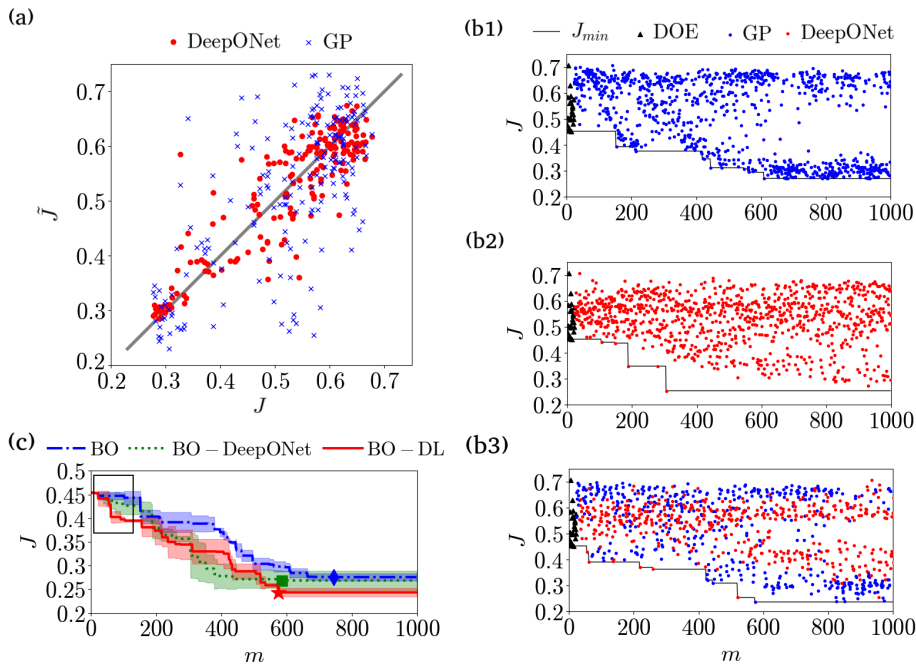 (a)
DeepONet GP
0.7
0.6
0.5
0.4
0.3
0.2
J̃
0.2 0.3 0.4 0.5 0.6 0.7
J
(b1)
J_min DOE GP DeepONet
0.7
0.6
0.5
0.4
0.3
0.2
J
0 200 400 600 800 1000
(b2)
0.7
0.6
0.5
0.4
0.3
0.2
J
0 200 400 600 800 1000
(c)
BO BO − DeepONet BO − DL
0.5
0.45
0.4
0.35
0.3
0.25
0.2
J
0 200 400 600 800 1000
m
(b3)
0.7
0.6
0.5
0.4
0.3
0.2
J
0 200 400 600 800 1000
m